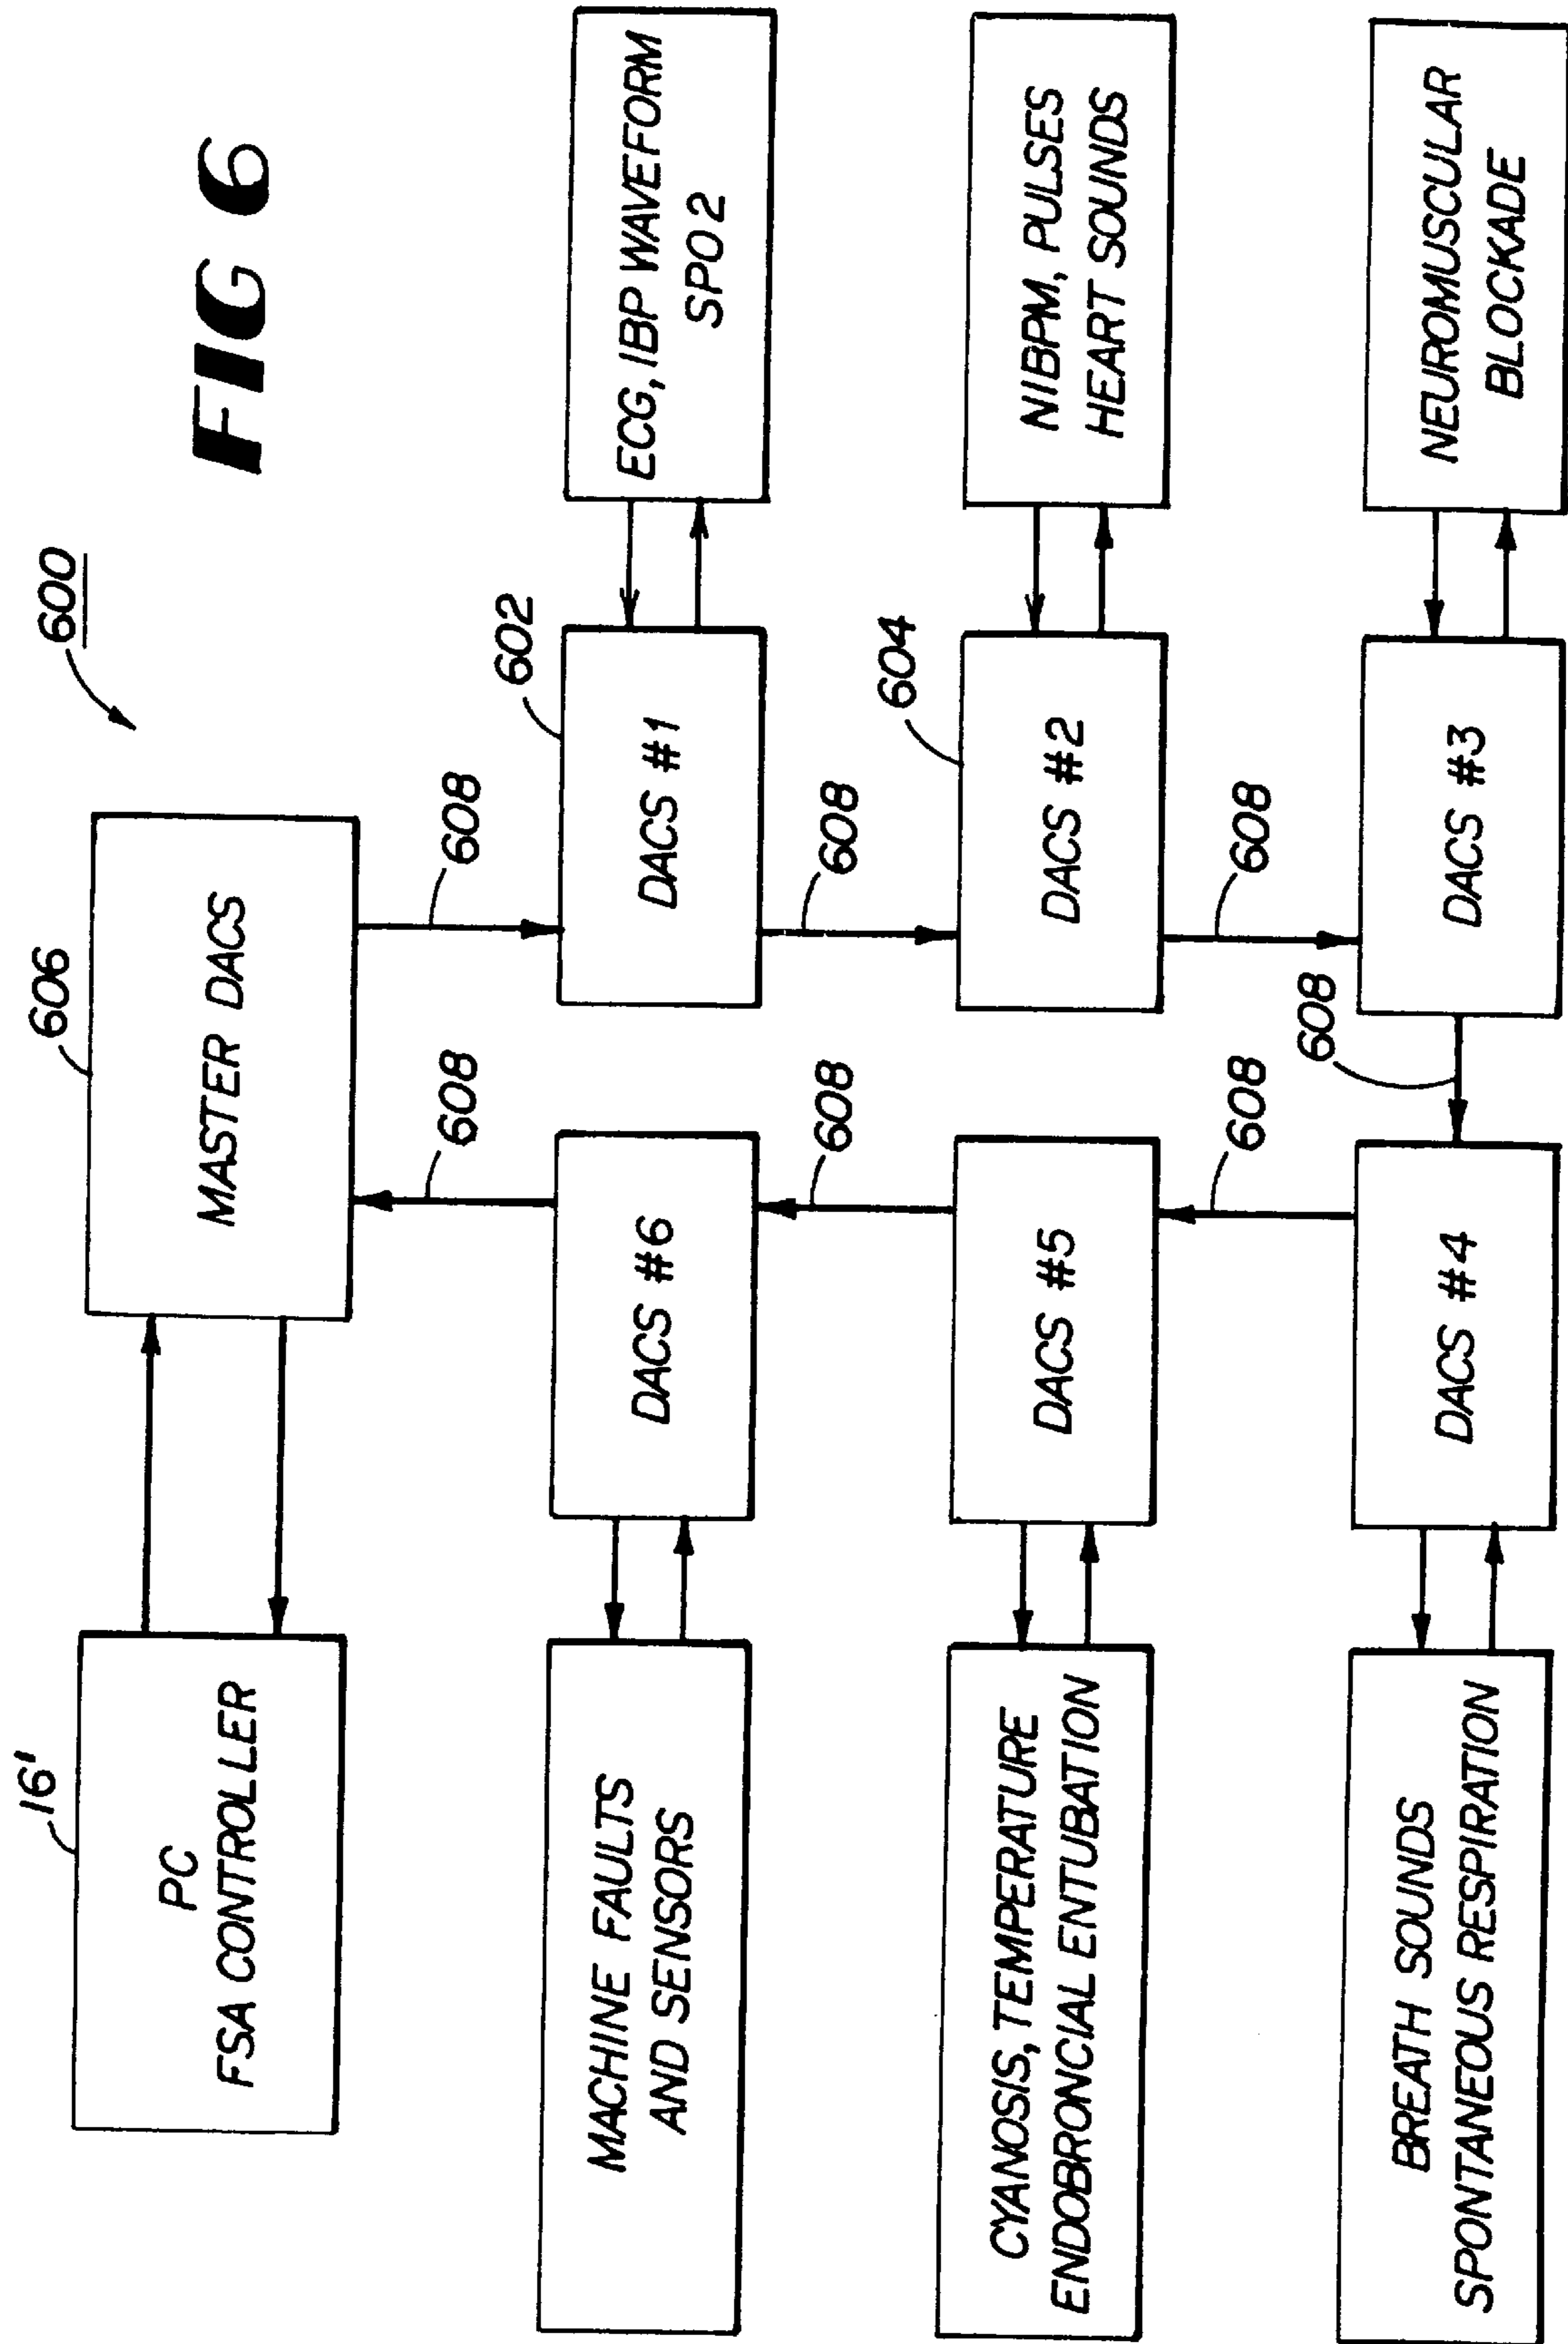 FIG 6
600
16'
606
PC
FSA CONTROLLER
MASTER DACS
608
608
602
MACHINE FAULTS
AND SENSORS
DACS #6
DACS #1
ECG, IBP WAVEFORM
SPO2
608
608
604
CYANOSIS, TEMPERATURE
ENDOBRONCIAL ENTUBATION
DACS #5
DACS #2
NIBPM, PULSES
HEART SOUNDS
608
608
608
BREATH SOUNDS
SPONTANEOUS RESPIRATION
DACS #4
DACS #3
NEUROMUSCULAR
BLOCKADE